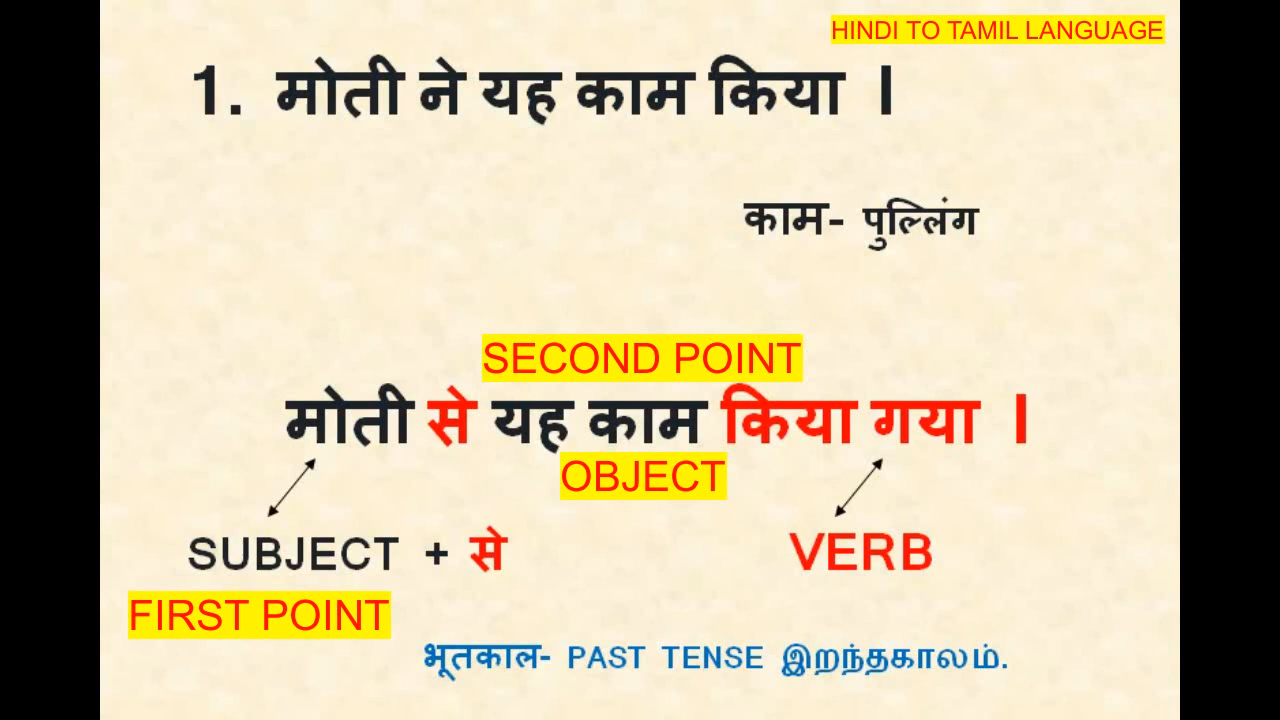 HINDI TO TAMIL LANGUAGE
1. मोती ने यह काम किया ।
काम- पुल्लिंग
SECOND POINT
मोती से यह काम किया गया ।
OBJECT
SUBJECT + से VERB
FIRST POINT
भूतकाल- PAST TENSE இறந்தகாலம்.